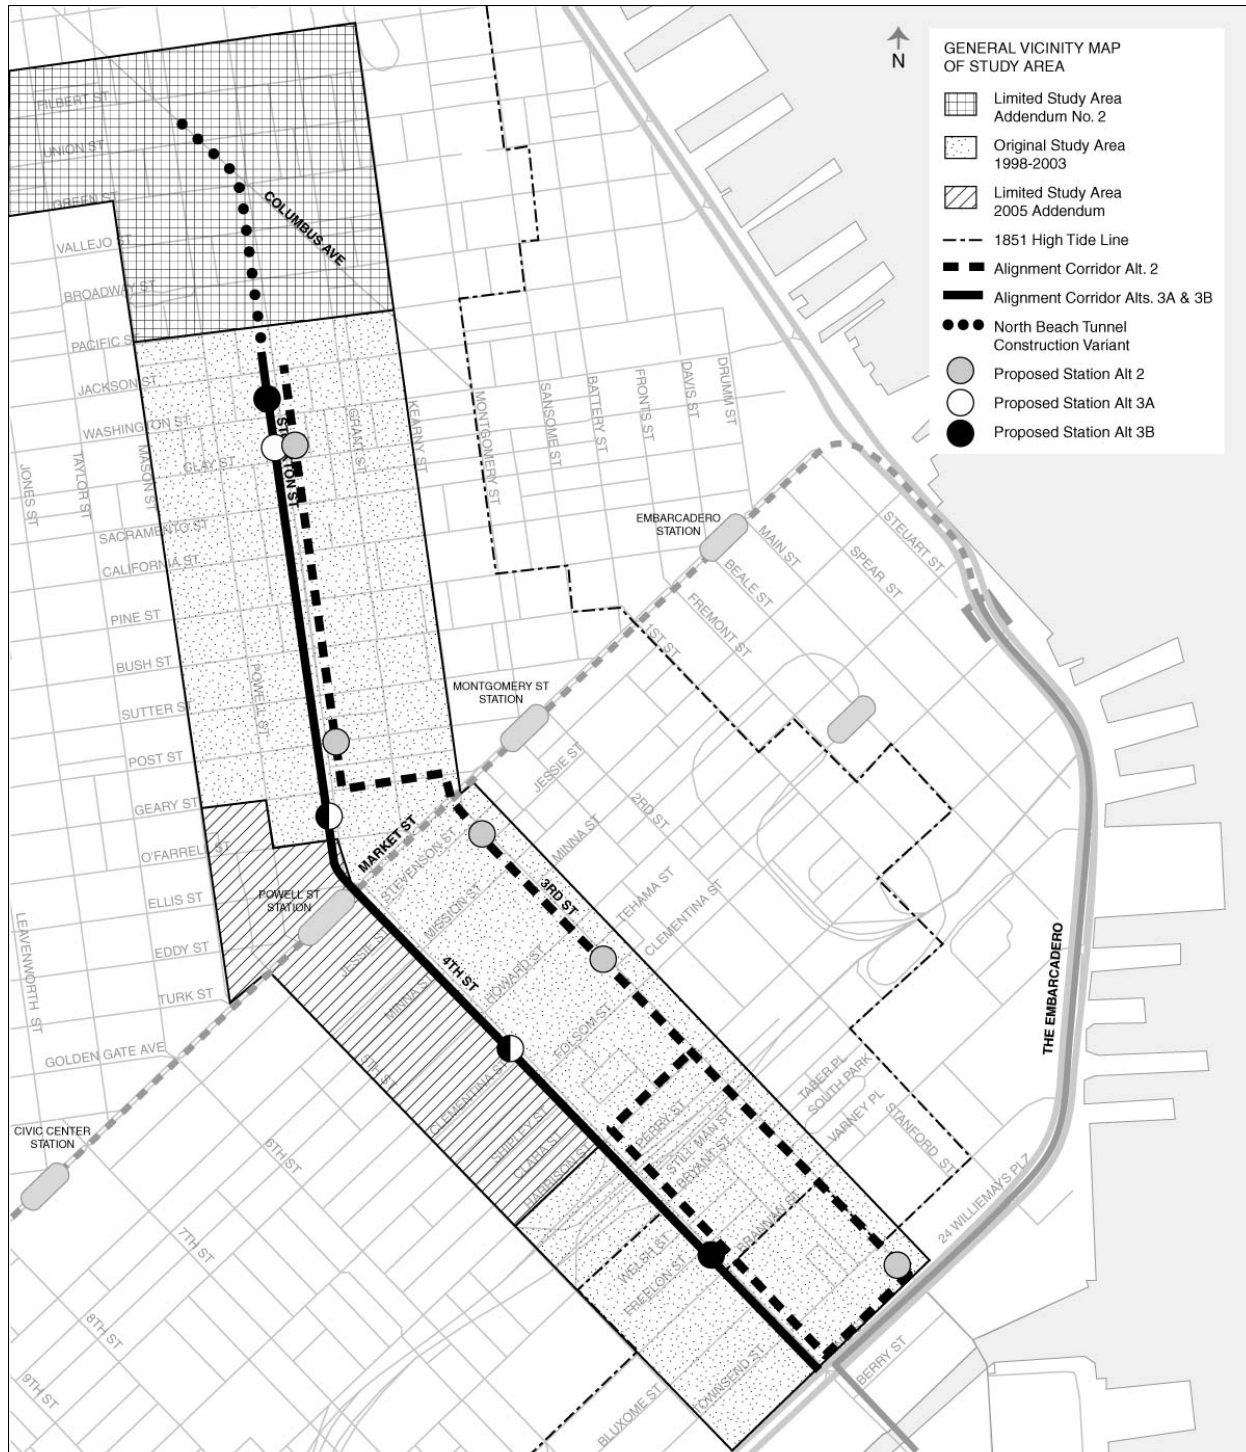 GENERAL VICINITY MAP
OF STUDY AREA
Limited Study Area
Addendum No. 2
Original Study Area
1998-2003
Limited Study Area
2005 Addendum
1851 High Tide Line
Alignment Corridor Alt. 2
Alignment Corridor Alts. 3A & 3B
North Beach Tunnel
Construction Variant
Proposed Station Alt 2
Proposed Station Alt 3A
Proposed Station Alt 3B
N
FILBERT ST
UNION ST
GREEN ST
COLUMBUS AVE
VALLEJO ST
BROADWAY ST
PACIFIC ST
JACKSON ST
WASHINGTON ST
CLAY ST
SACRAMENTO ST
CALIFORNIA ST
PINE ST
BUSH ST
SUTTER ST
POST ST
GEARY ST
O'FARRELL ST
ELLIS ST
EDDY ST
TURK ST
GOLDEN GATE AVE
JONES ST
TAYLOR ST
MASON ST
POWELL ST
STOCKTON ST
GRANT ST
KEARNY ST
MONTGOMERY ST
SANSOME ST
BATTERY ST
FRONTS ST
DAVIS ST
DRUMM ST
LEAVENWORTH ST
EMBARCADERO
STATION
MONTGOMERY ST
STATION
POWELL ST
STATION
CIVIC CENTER
STATION
MARKET ST
STEUART ST
SPEAR ST
MAIN ST
BEALE ST
FREMONT ST
1ST ST
2RD ST
3RD ST
4TH ST
5TH ST
6TH ST
7TH ST
8TH ST
9TH ST
STEVENSON ST
JESSIE ST
JESSIE ST
MISSION ST
MINNA ST
MINNA ST
HOWARD ST
TEHAMA ST
CLEMENTINA ST
CLEMENTINA ST
FOLSOM ST
SHIPLEY ST
CLARA ST
HARRISON ST
PERRY ST
STILLMAN ST
BRYANT ST
TABER PL
SOUTH PARK
VARNEY PL
STANFORD ST
BRANNAN ST
WELSH ST
FREELON ST
BLUXOME ST
TOWNSEND ST
BERRY ST
24 WILLIEMAYS PLZ
THE EMBARCADERO